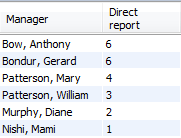 Manager Direct report
Bow, Anthony 6
Bondur, Gerard 6
Patterson, Mary 4
Patterson, William 3
Murphy, Diane 2
Nishi, Mami 1